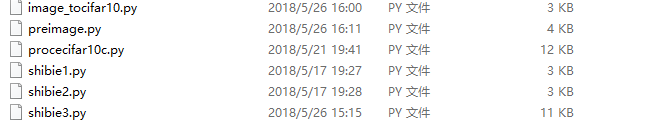 image_tocifar10.py 2018/5/26 16:00 PY 文件 3 KB
preimage.py 2018/5/26 16:11 PY 文件 4 KB
procecifar10c.py 2018/5/21 19:41 PY 文件 12 KB
shibie1.py 2018/5/17 19:27 PY 文件 3 KB
shibie2.py 2018/5/17 19:28 PY 文件 3 KB
shibie3.py 2018/5/26 15:15 PY 文件 11 KB